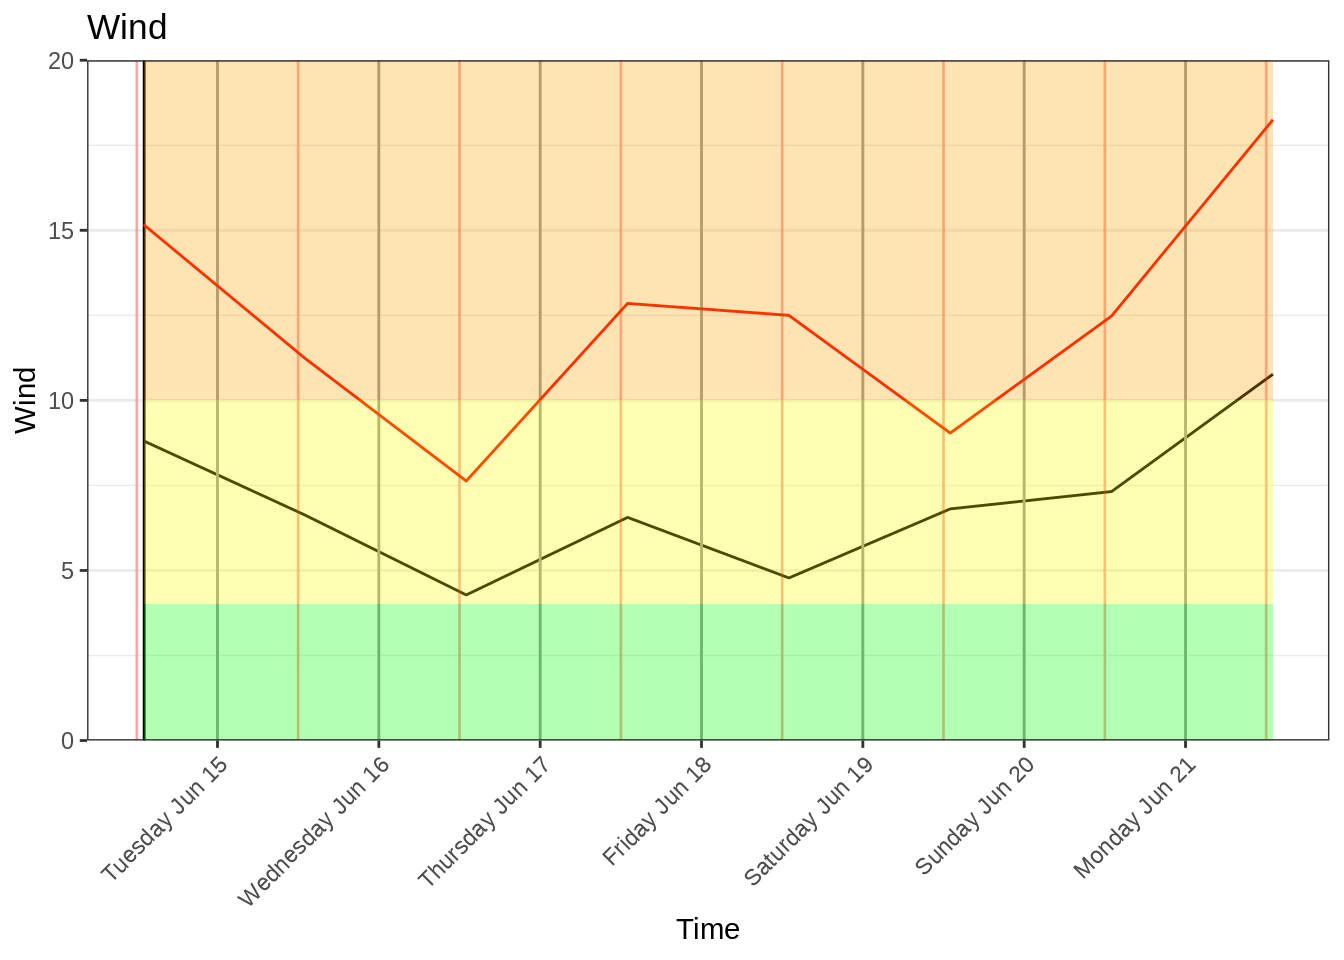 Wind
20
15
10
5
0
Wind
Tuesday Jun 15
Wednesday Jun 16
Thursday Jun 17
Friday Jun 18
Saturday Jun 19
Sunday Jun 20
Monday Jun 21
Time